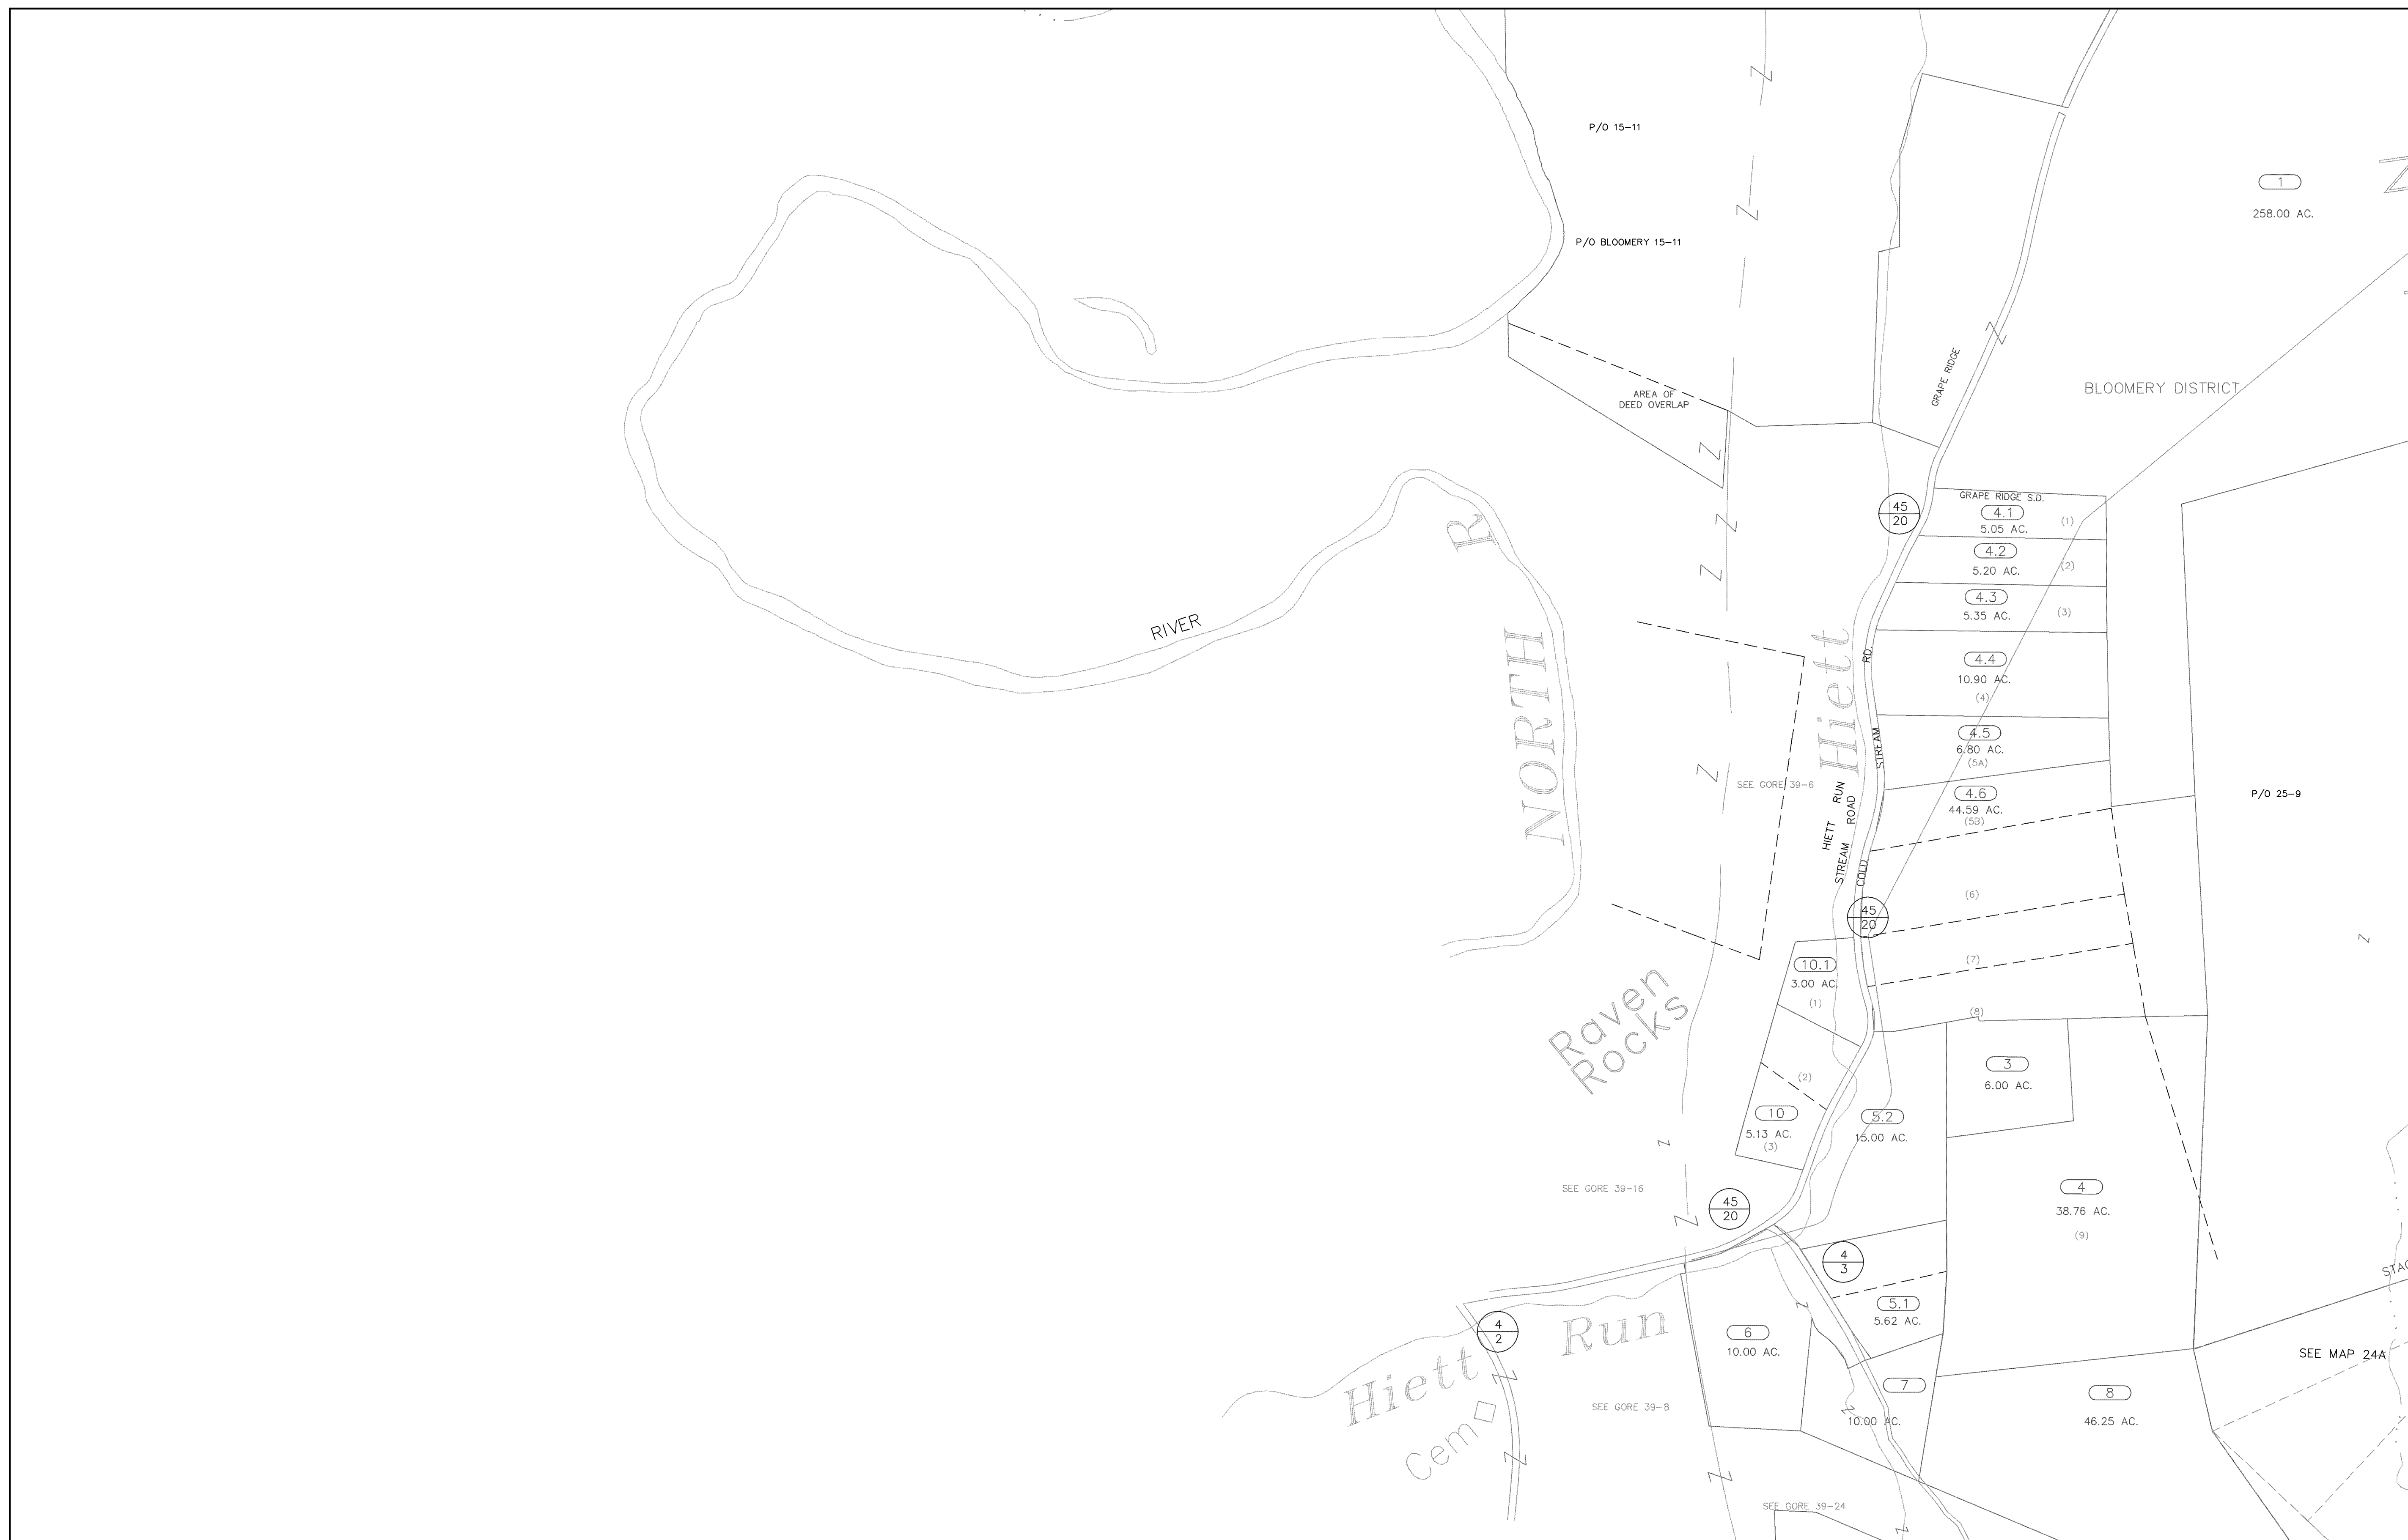 P/O 15-11
1
258.00 AC.
P/O BLOOMERY 15-11
GRAPE RIDGE
BLOOMERY DISTRICT
AREA OF
DEED OVERLAP
GRAPE RIDGE S.D.
45
20
4.1
(1)
5.05 AC.
4.2
(2)
5.20 AC.
4.3
(3)
5.35 AC.
RIVER
R
NORTH
Hiett
RD.
4.4
10.90 AC.
(4)
STREAM
4.5
6.80 AC.
(5A)
SEE GORE 39-6
HIETT RUN
STREAM ROAD
COLD
4.6
44.59 AC.
(5B)
P/O 25-9
(6)
45
20
(7)
10.1
3.00 AC.
(1)
(8)
Raven
Rocks
3
6.00 AC.
(2)
10
5.13 AC.
(3)
5.2
15.00 AC.
SEE GORE 39-16
4
38.76 AC.
(9)
45
20
4
3
5.1
5.62 AC.
4
2
Hiett Run
6
10.00 AC.
SEE MAP 24A
7
10.00 AC.
8
46.25 AC.
SEE GORE 39-8
Cem
SEE GORE 39-24